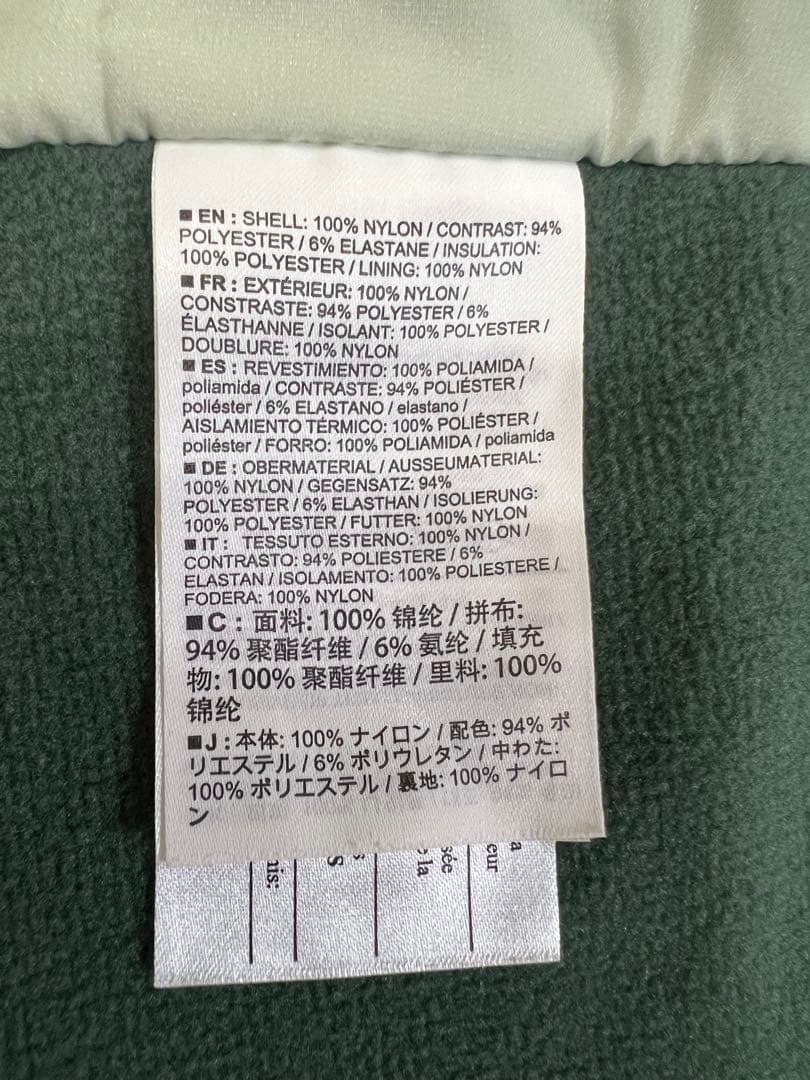 ■ EN : SHELL: 100% NYLON / CONTRAST: 94%
POLYESTER / 6% ELASTANE / INSULATION:
100% POLYESTER / LINING: 100% NYLON
■ FR : EXTÉRIEUR: 100% NYLON /
CONSTRASTE: 94% POLYESTER / 6%
ÉLASTHANNE / ISOLANT: 100% POLYESTER /
DOUBLURE: 100% NYLON
■ ES : REVESTIMIENTO: 100% POLIAMIDA /
poliamida / CONTRASTE: 94% POLIÉSTER /
poliéster / 6% ELASTANO / elastano /
AISLAMIENTO TÉRMICO: 100% POLIÉSTER /
poliéster / FORRO: 100% POLIAMIDA / poliamida
■ DE : OBERMATERIAL / AUSSEUMATERIAL:
100% NYLON / GEGENSATZ: 94%
POLYESTER / 6% ELASTHAN / ISOLIERUNG:
100% POLYESTER / FUTTER: 100% NYLON
■ IT : TESSUTO ESTERNO: 100% NYLON /
CONTRASTO: 94% POLIESTERE / 6%
ELASTAN / ISOLAMENTO: 100% POLIESTERE /
FODERA: 100% NYLON
■ C : 面料: 100% 锦纶 / 拼布:
94% 聚酯纤维 / 6% 氨纶 / 填充
物: 100% 聚酯纤维 / 里料: 100%
锦纶
■ J : 本体: 100% ナイロン / 配色: 94% ポ
リエステル / 6% ポリウレタン / 中わた:
100% ポリエステル / 裏地: 100% ナイロ
ン